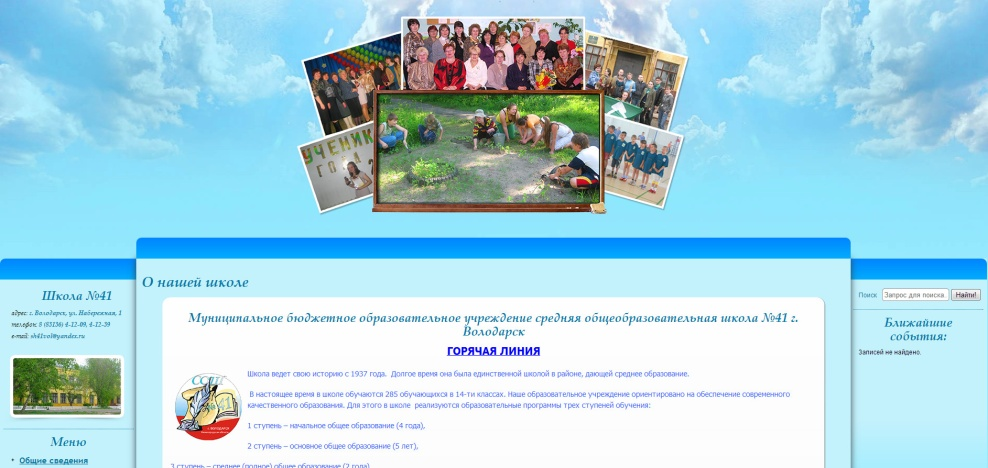 УЧЕНИК
ГОДА
О нашей школе
Школа №41
адрес: г. Володарск, ул. Набережная, 1
телефон: 8 (83136) 4-12-09, 4-12-59
e-mail: sh41vol@yandex.ru
Меню
Общие сведения
Муниципальное бюджетное образовательное учреждение средняя общеобразовательная школа №41 г.
Володарск
ГОРЯЧАЯ ЛИНИЯ
Школа ведет свою историю с 1937 года. Долгое время она была единственной школой в районе, дающей среднее образование.
В настоящее время в школе обучаются 285 обучающихся в 14-ти классах. Наше образовательное учреждение ориентировано на обеспечение современного
качественного образования. Для этого в школе реализуются образовательные программы трех ступеней обучения:
1 ступень – начальное общее образование (4 года),
2 ступень – основное общее образование (5 лет),
3 ступень – среднее (полное) общее образование (2 года)
Поиск Запрос для поиска Найти!
Ближайшие
события:
Записей не найдено.